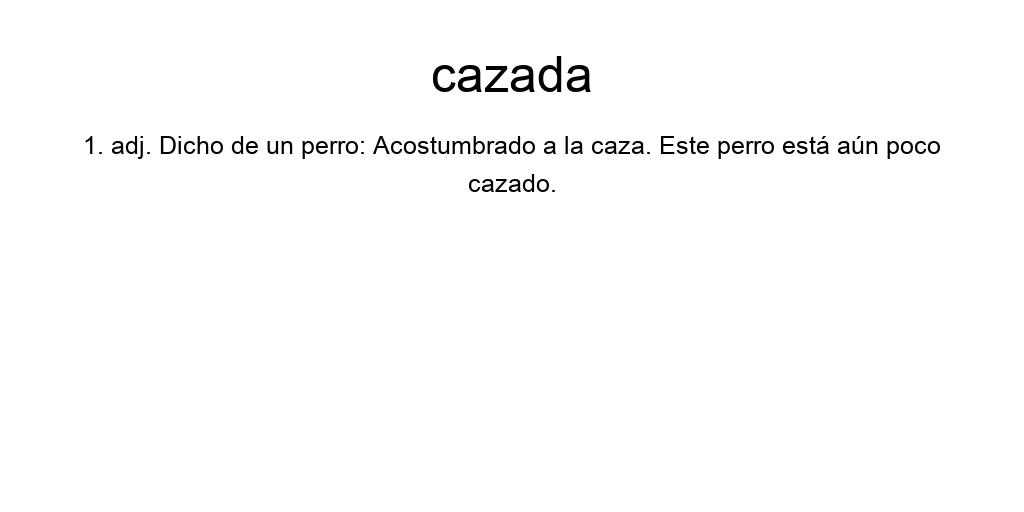 cazada
1. adj. Dicho de un perro: Acostumbrado a la caza. Este perro está aún poco
cazado.